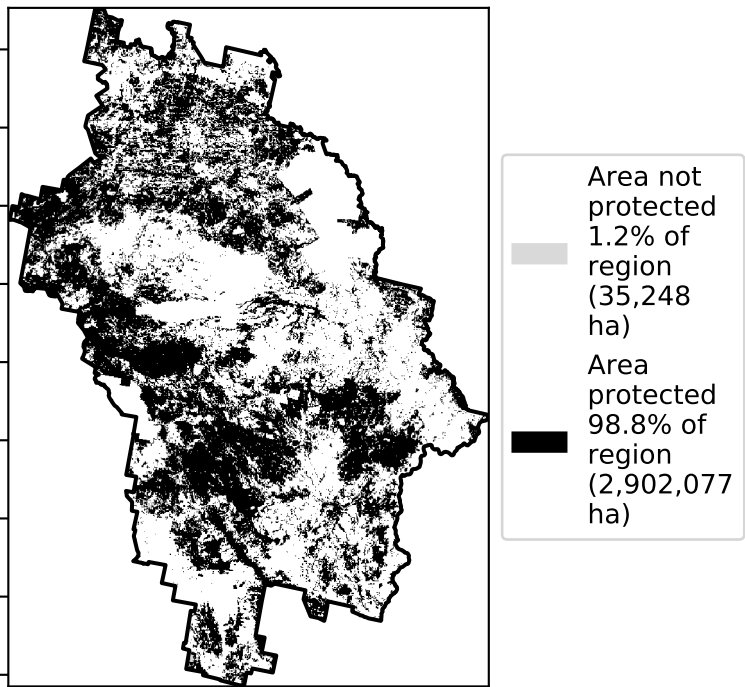 Area not
protected
1.2% of
region
(35,248
ha)
Area
protected
98.8% of
region
(2,902,077
ha)